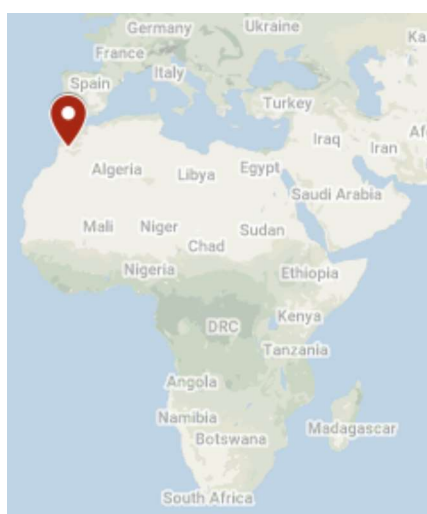 Germany
Ukraine
France
Ka
Italy
Spain
Turkey
Iraq
Af
Iran
Algeria
Libya
Egypt
Saudi Arabia
Mali
Niger
Sudan
Chad
Nigeria
Ethiopia
Kenya
DRC
Tanzania
Angola
Namibia
Madagascar
Botswana
South Africa